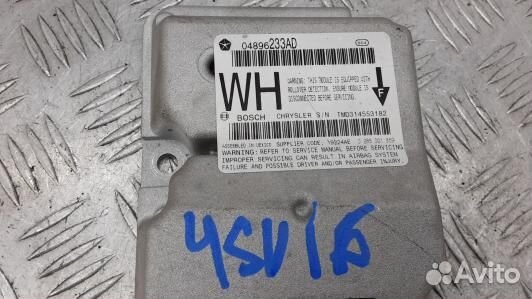 04896233AD
WH
WARNING: THIS MODULE IS EQUIPPED WITH
ROLLOVER DETECTION. ENSURE MODULE IS
DISCONNECTED BEFORE SERVICING.
F
BOSCH CHRYSLER S/N TMD314553182
ASSEMBLED IN MEXICO SUPPLIER CODE:
WARNING: REFER TO SERVICE MANUAL BEFORE SERVICING
IMPROPER SERVICING CAN RESULT IN AIRBAG SYSTEM
FAILURE AND POSSIBLE DRIVER AND/OR PASSENGER INJURY.
Avito